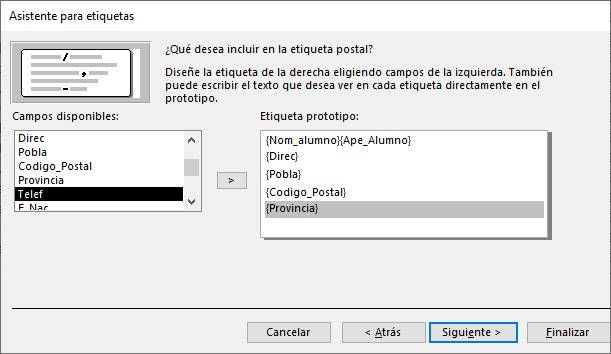 Asistente para etiquetas
¿Qué desea incluir en la etiqueta postal?
Diseñe la etiqueta de la derecha eligiendo campos de la izquierda. También
puede escribir el texto que desea ver en cada etiqueta directamente en el
prototipo.
Campos disponibles:
Direc
Pobla
Codigo_Postal
Provincia
Telef
F_Nac
>
Etiqueta prototipo:
{Nom_alumno}{Ape_Alumno}
{Direc}
{Pobla}
{Codigo_Postal}
{Provincia}
Cancelar
< Atrás
Siguiente >
Finalizar